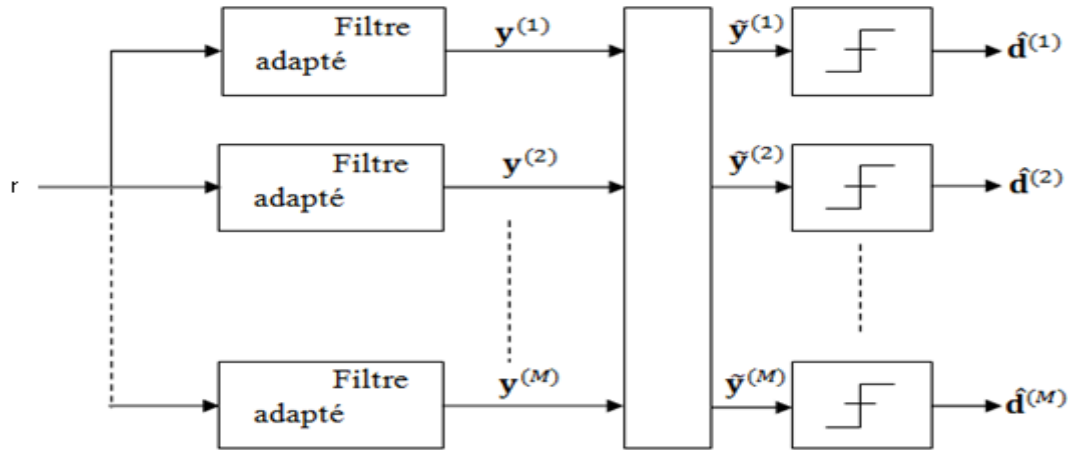 Filtre
adapté
y^(1)
ỹ^(1)
d̂^(1)
r
Filtre
adapté
y^(2)
ỹ^(2)
d̂^(2)
Filtre
adapté
y^(M)
ỹ^(M)
d̂^(M)